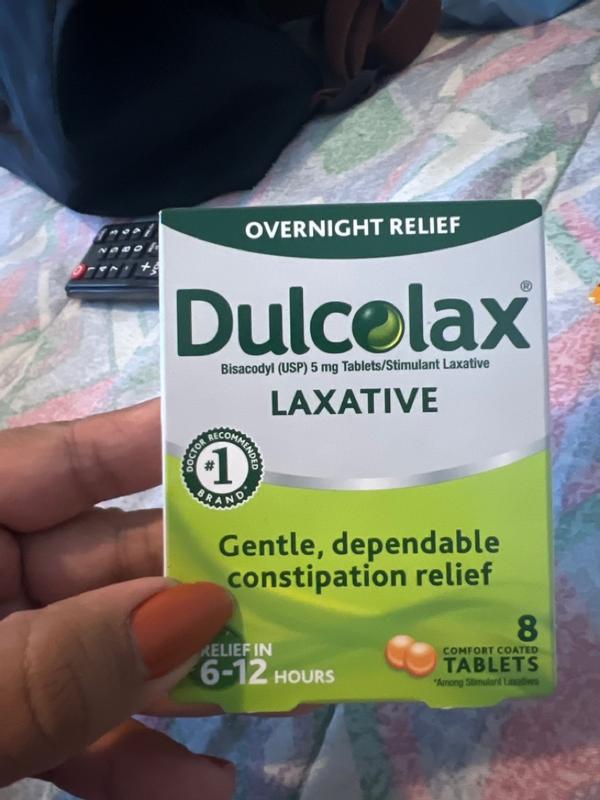 OVERNIGHT RELIEF
Dulcolax®
Bisacodyl (USP) 5 mg Tablets/Stimulant Laxative
LAXATIVE
DOCTOR RECOMMENDED
#1
BRAND*
Gentle, dependable
constipation relief
RELIEF IN
6-12 HOURS
8
COMFORT COATED
TABLETS
*Among Stimulant Laxatives